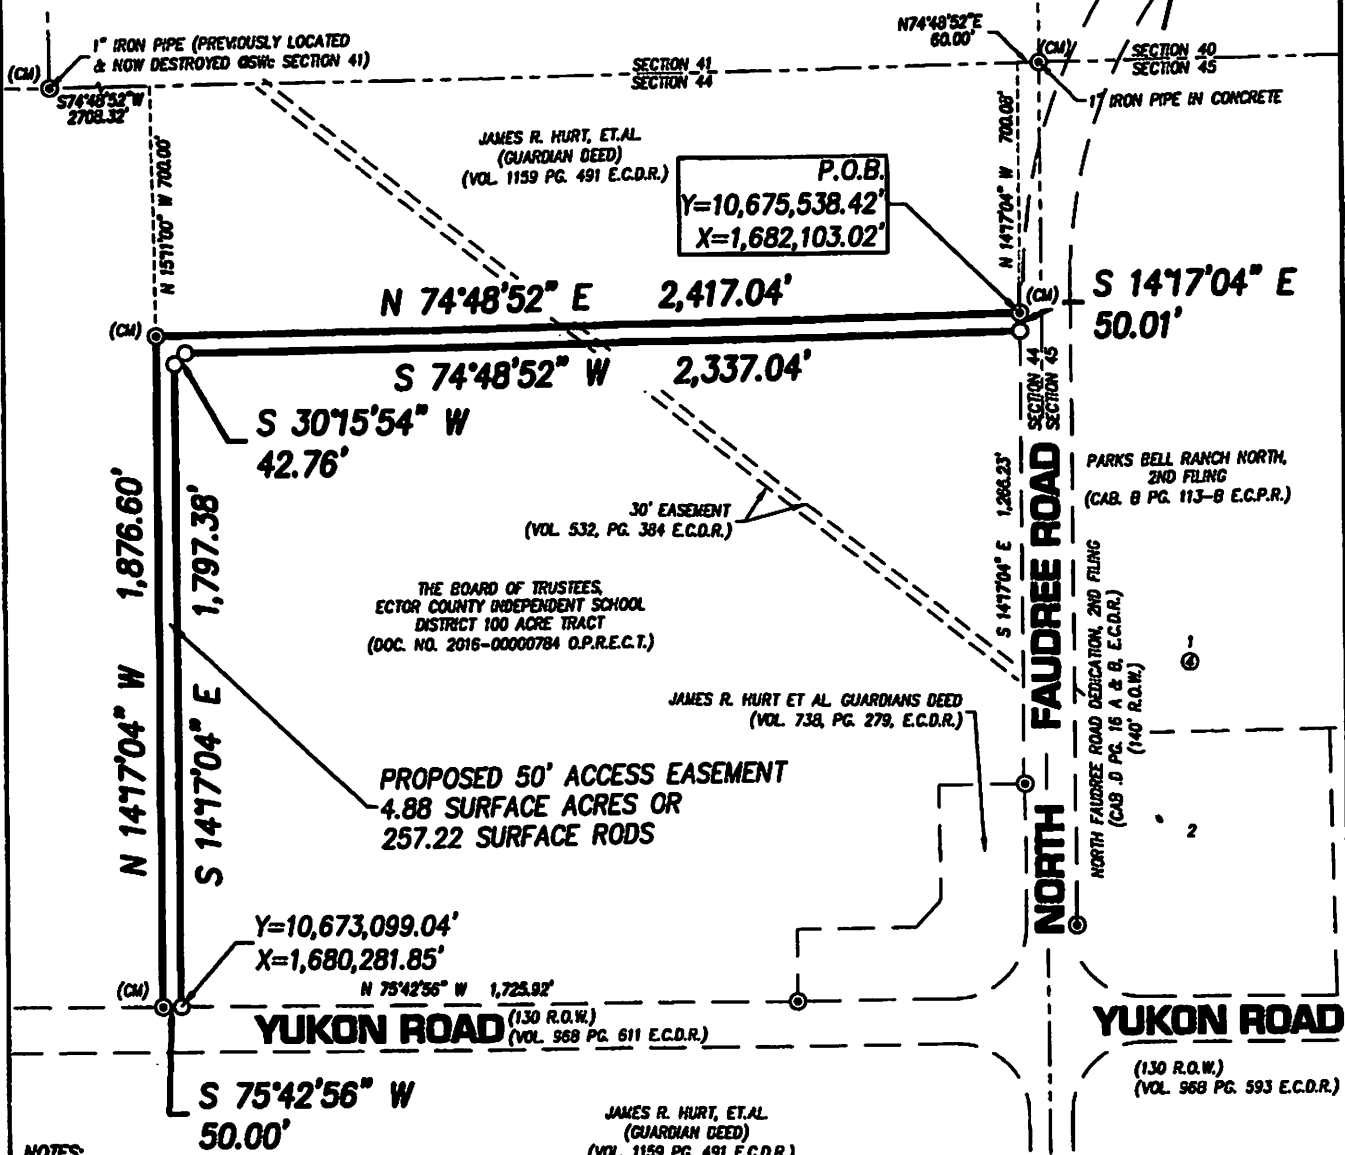 1" IRON PIPE (PREVIOUSLY LOCATED
& NOW DESTROYED @SW/c SECTION 41)
(CM)
S74°48'52"W
2708.32'
SECTION 41
SECTION 44
N74°48'52"E
60.00'
(CM)
SECTION 40
SECTION 45
1" IRON PIPE IN CONCRETE
N 15°11'00" W 700.00'
JAMES R. HURT, ET.AL.
(GUARDIAN DEED)
(VOL. 1159 PG. 491 E.C.D.R.)
P.O.B.
Y=10,675,538.42'
X=1,682,103.02'
N 14°17'04" W 700.08'
(CM)
N 74°48'52" E 2,417.04'
(CM)
S 14°17'04" E
50.01'
S 74°48'52" W 2,337.04'
S 30°15'54" W
42.76'
SECTION 44
SECTION 45
N 14°17'04" W 1,876.60'
S 14°17'04" E 1,797.38'
30' EASEMENT
(VOL. 532, PG. 384 E.C.D.R.)
S 14°17'04" E 1,266.23'
NORTH FAUDREE ROAD
PARKS BELL RANCH NORTH,
2ND FILING
(CAB. B PG. 113-B E.C.P.R.)
THE BOARD OF TRUSTEES,
ECTOR COUNTY INDEPENDENT SCHOOL
DISTRICT 100 ACRE TRACT
(DOC. NO. 2016-00000784 O.P.R.E.C.T.)
NORTH FAUDREE ROAD DEDICATION, 2ND FILING
(CAB .D PG. 16 A & B, E.C.D.R.)
(140' R.O.W.)
1
4
JAMES R. HURT ET AL. GUARDIANS DEED
(VOL. 738, PG. 279, E.C.D.R.)
2
PROPOSED 50' ACCESS EASEMENT
4.88 SURFACE ACRES OR
257.22 SURFACE RODS
Y=10,673,099.04'
X=1,680,281.85'
(CM)
N 75°42'56" W 1,725.92'
YUKON ROAD
(130 R.O.W.)
(VOL. 968 PG. 611 E.C.D.R.)
YUKON ROAD
(130 R.O.W.)
(VOL. 968 PG. 593 E.C.D.R.)
S 75°42'56" W
50.00'
JAMES R. HURT, ET.AL.
(GUARDIAN DEED)
(VOL. 1159 PG. 491 E.C.D.R.)
NOTES: